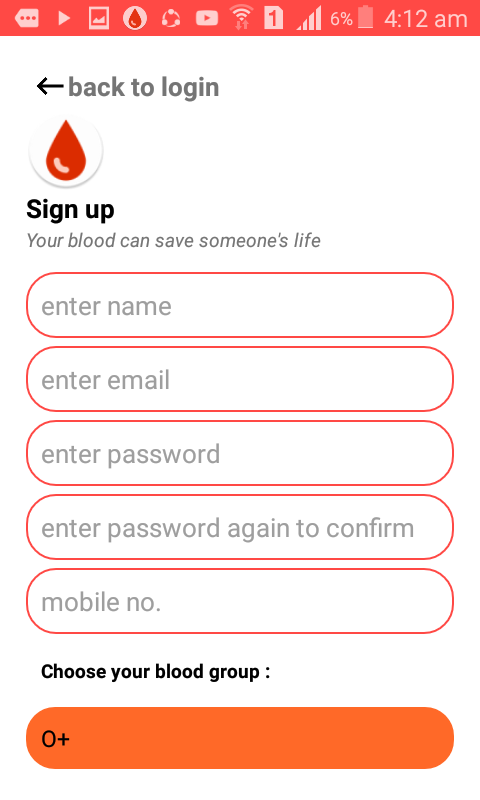 1 6% 4:12 am
back to login
Sign up
Your blood can save someone's life
enter name
enter email
enter password
enter password again to confirm
mobile no.
Choose your blood group :
O+